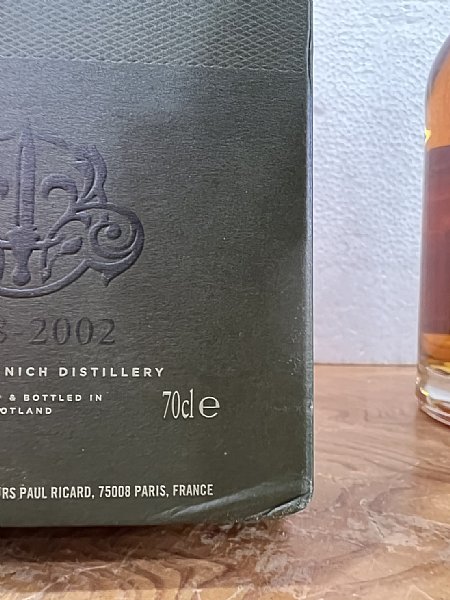 -2002
NICH DISTILLERY
& BOTTLED IN
OTLAND
70cl e
RS PAUL RICARD, 75008 PARIS, FRANCE